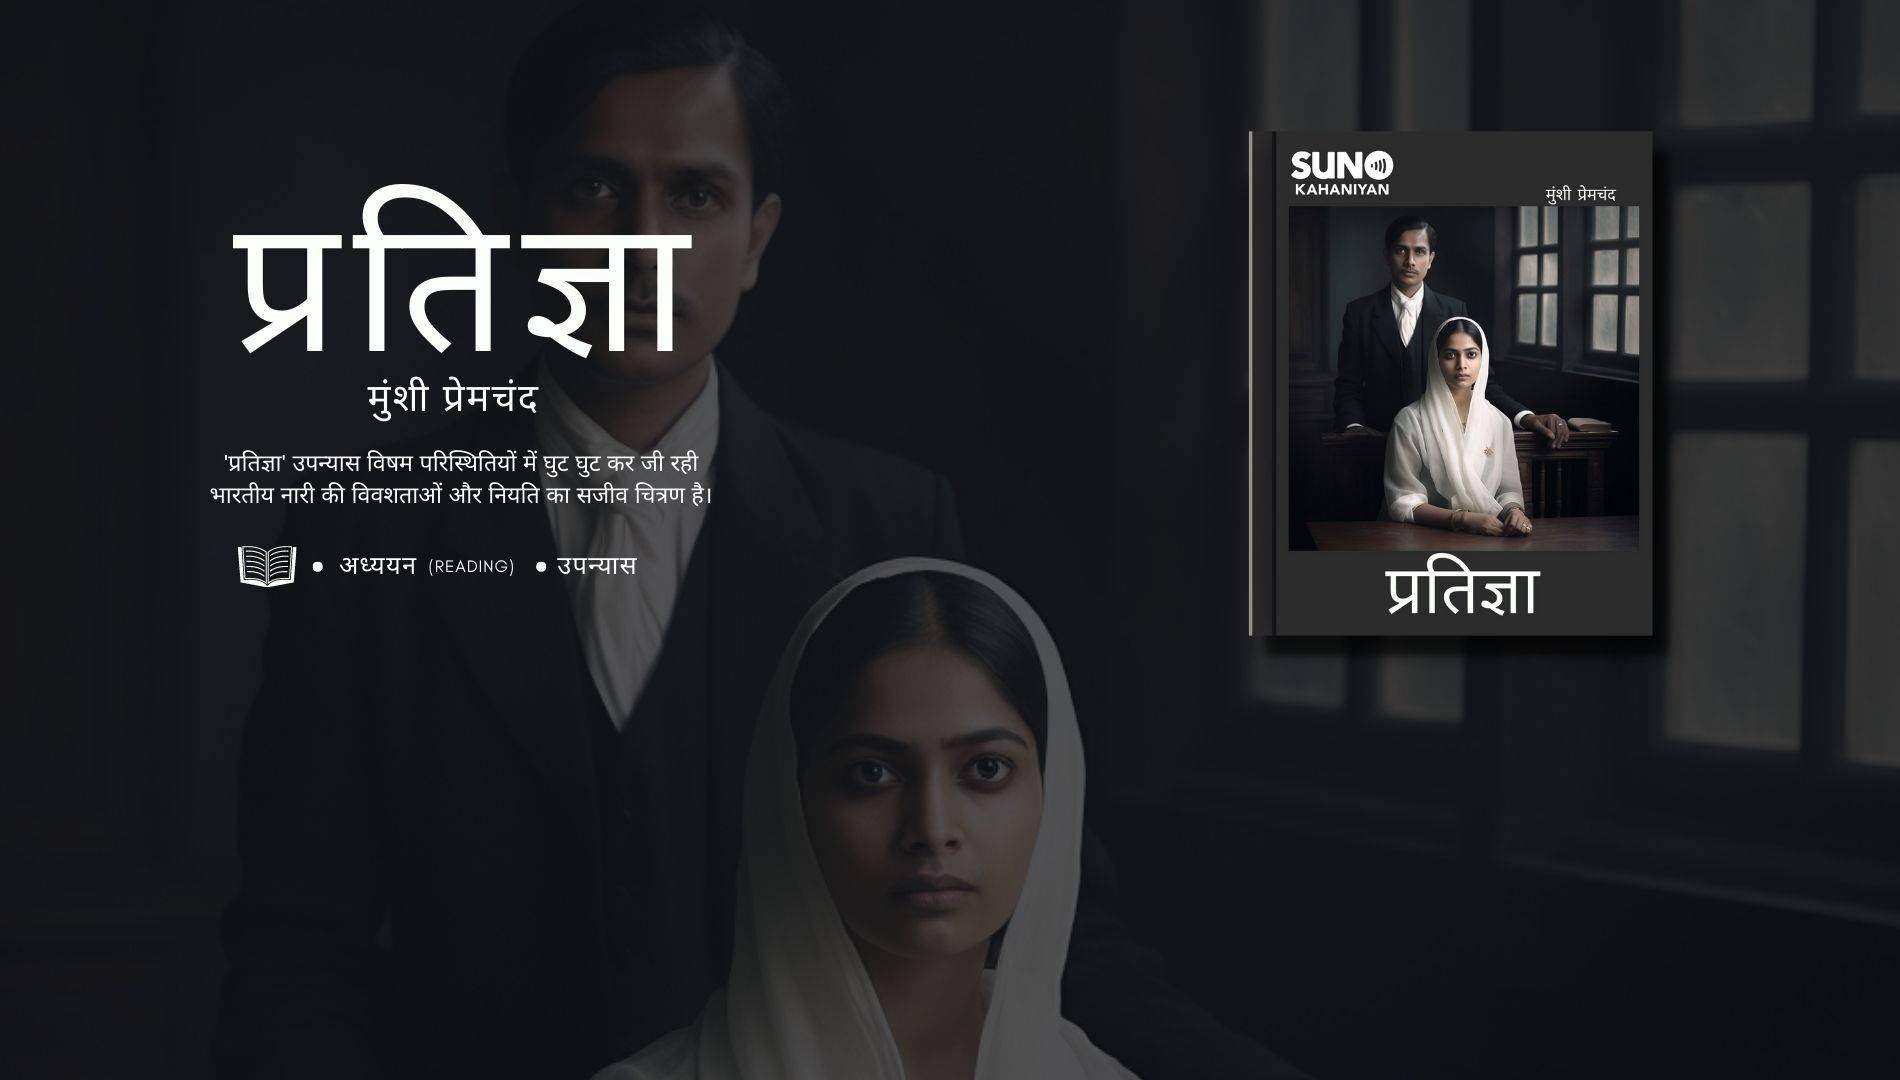 प्रतिज्ञा
मुंशी प्रेमचंद
'प्रतिज्ञा' उपन्यास विषम परिस्थितियों में घुट घुट कर जी रही
भारतीय नारी की विवशताओं और नियति का सजीव चित्रण है।
• अध्ययन (READING) • उपन्यास
SUNO
KAHANIYAN
मुंशी प्रेमचंद
प्रतिज्ञा